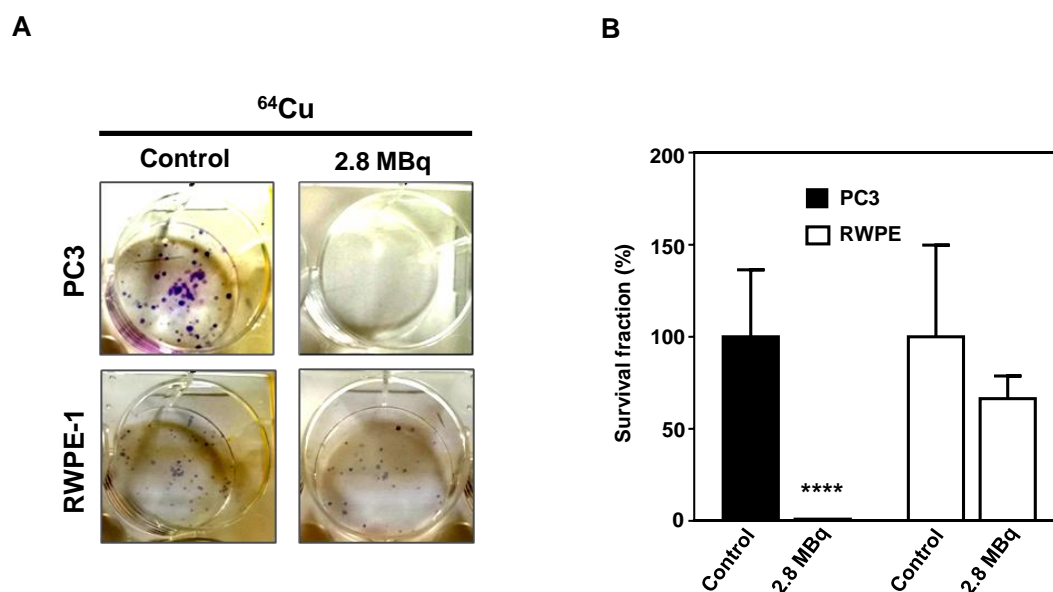 A
B
⁶⁴Cu
Control 2.8 MBq
PC3
RWPE-1
200
150
100
50
0
Survival fraction (%)
PC3
RWPE
****
Control
2.8 MBq
Control
2.8 MBq